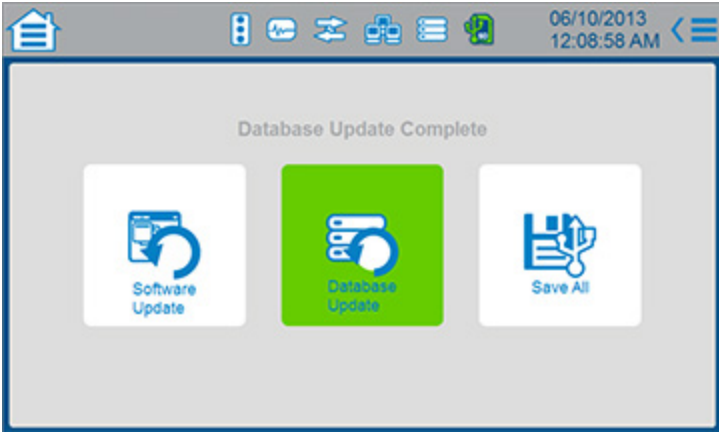 06/10/2013
12:08:58 AM
Database Update Complete
Software
Update
Database
Update
Save All